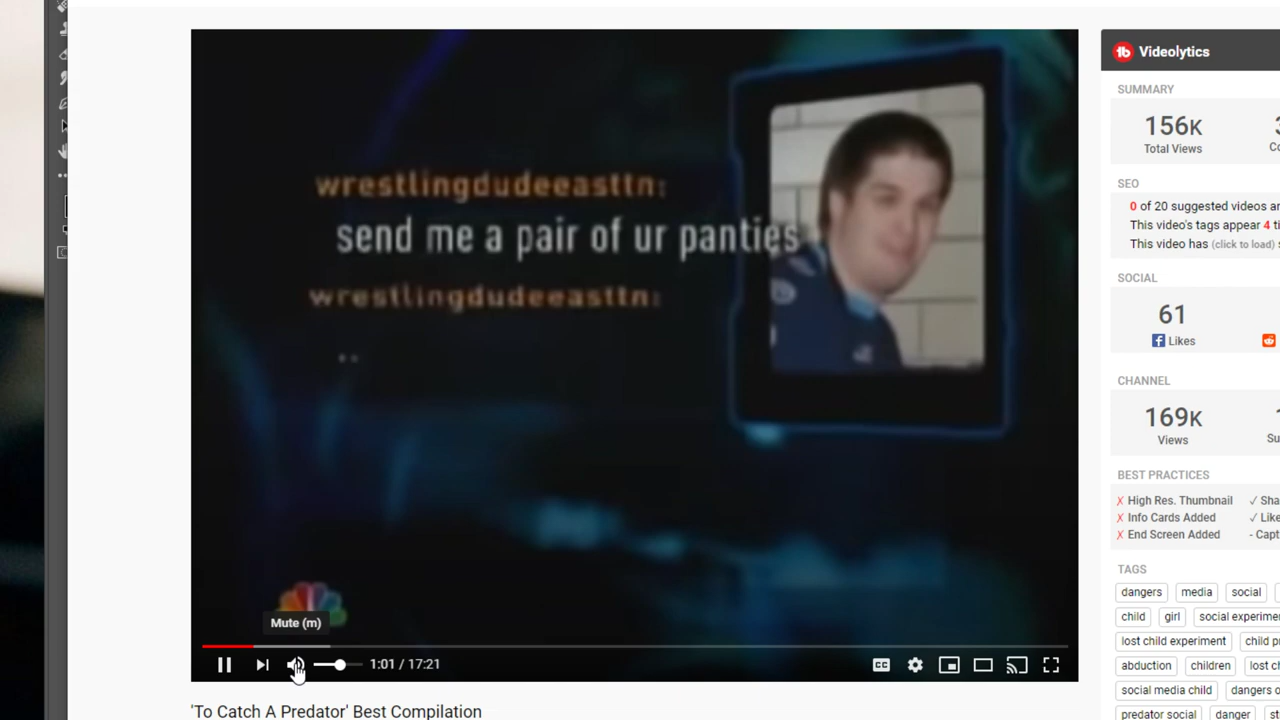 wrestlingdudeeasttn:
send me a pair of ur panties
wrestlingdudeeasttn:
..
Mute (m)
1:01 / 17:21
CC
'To Catch A Predator' Best Compilation
tb Videolytics
SUMMARY
156K
Total Views
SEO
0 of 20 suggested videos
This video's tags appear 4
This video has (click to load)
SOCIAL
61
f Likes
CHANNEL
169K
Views
BEST PRACTICES
X High Res. Thumbnail
X Info Cards Added
X End Screen Added
TAGS
dangers media social
child girl social
lost child experiment child
abduction children lost
social media child dangers
predator social danger